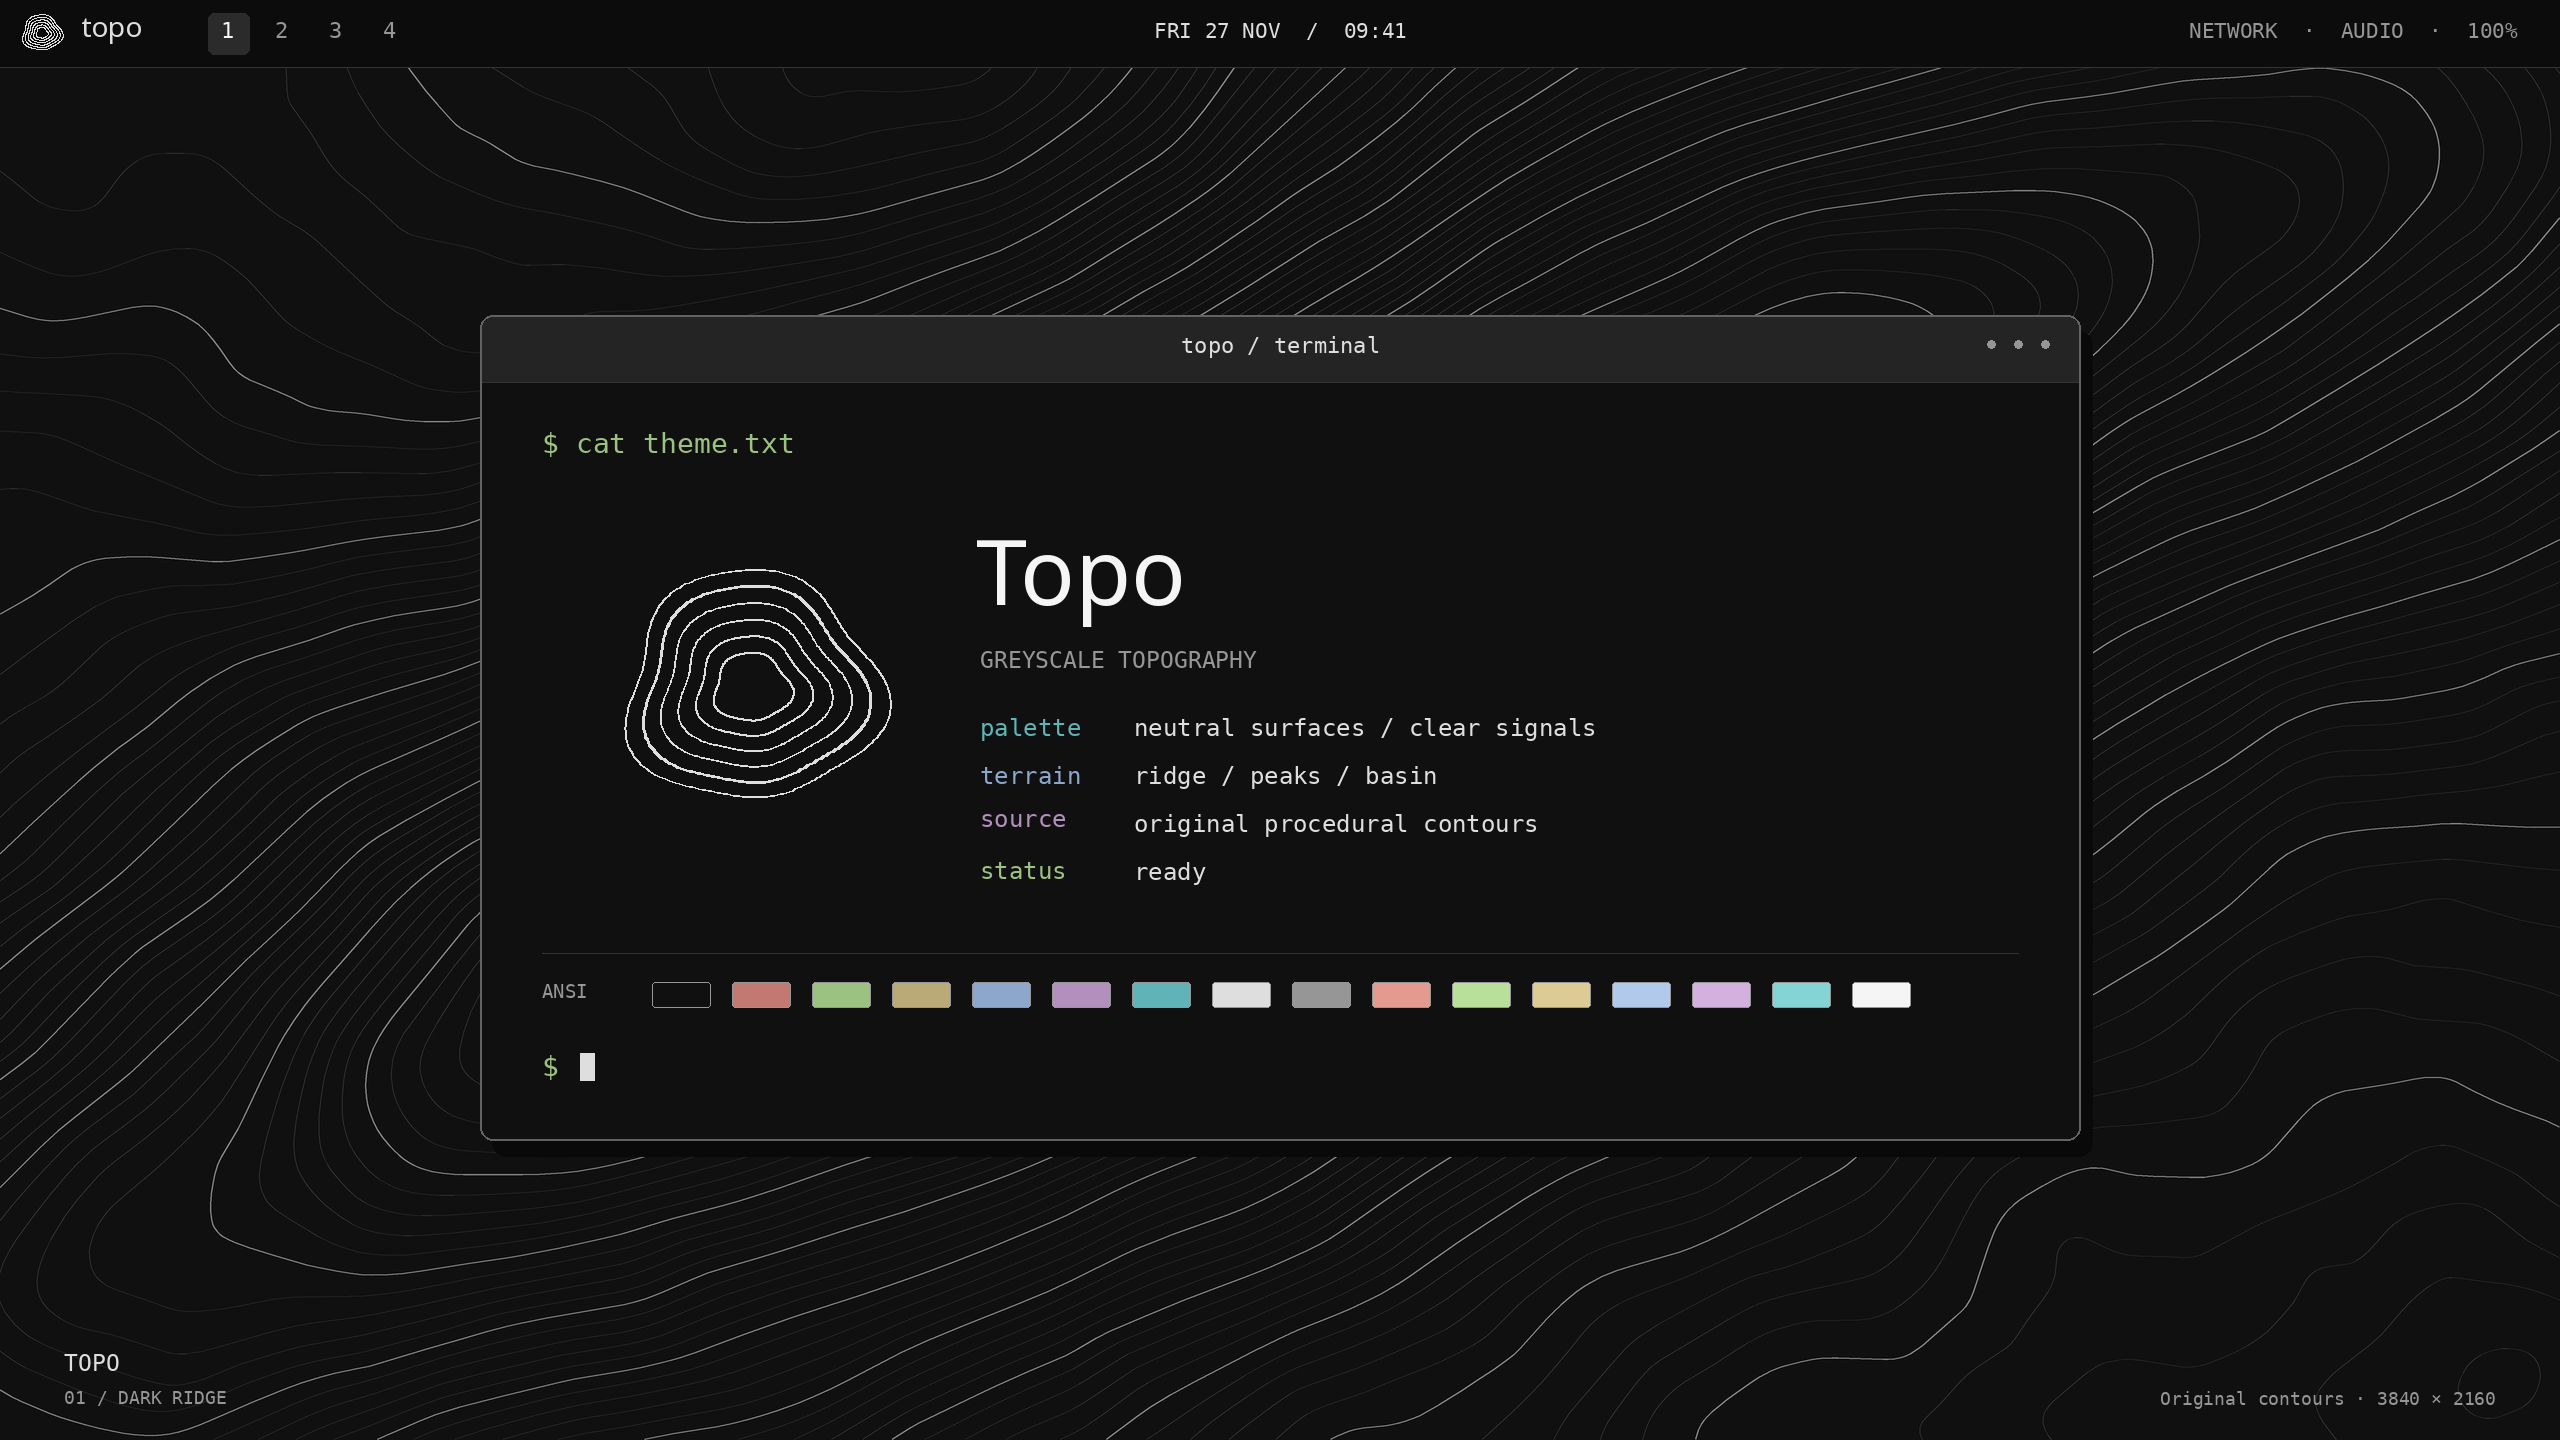 topo 1 2 3 4 FRI 27 NOV / 09:41 NETWORK · AUDIO · 100%
topo / terminal
$ cat theme.txt
Topo
GREYSCALE TOPOGRAPHY
palette neutral surfaces / clear signals
terrain ridge / peaks / basin
source original procedural contours
status ready
ANSI
$
TOPO
01 / DARK RIDGE
Original contours · 3840 × 2160